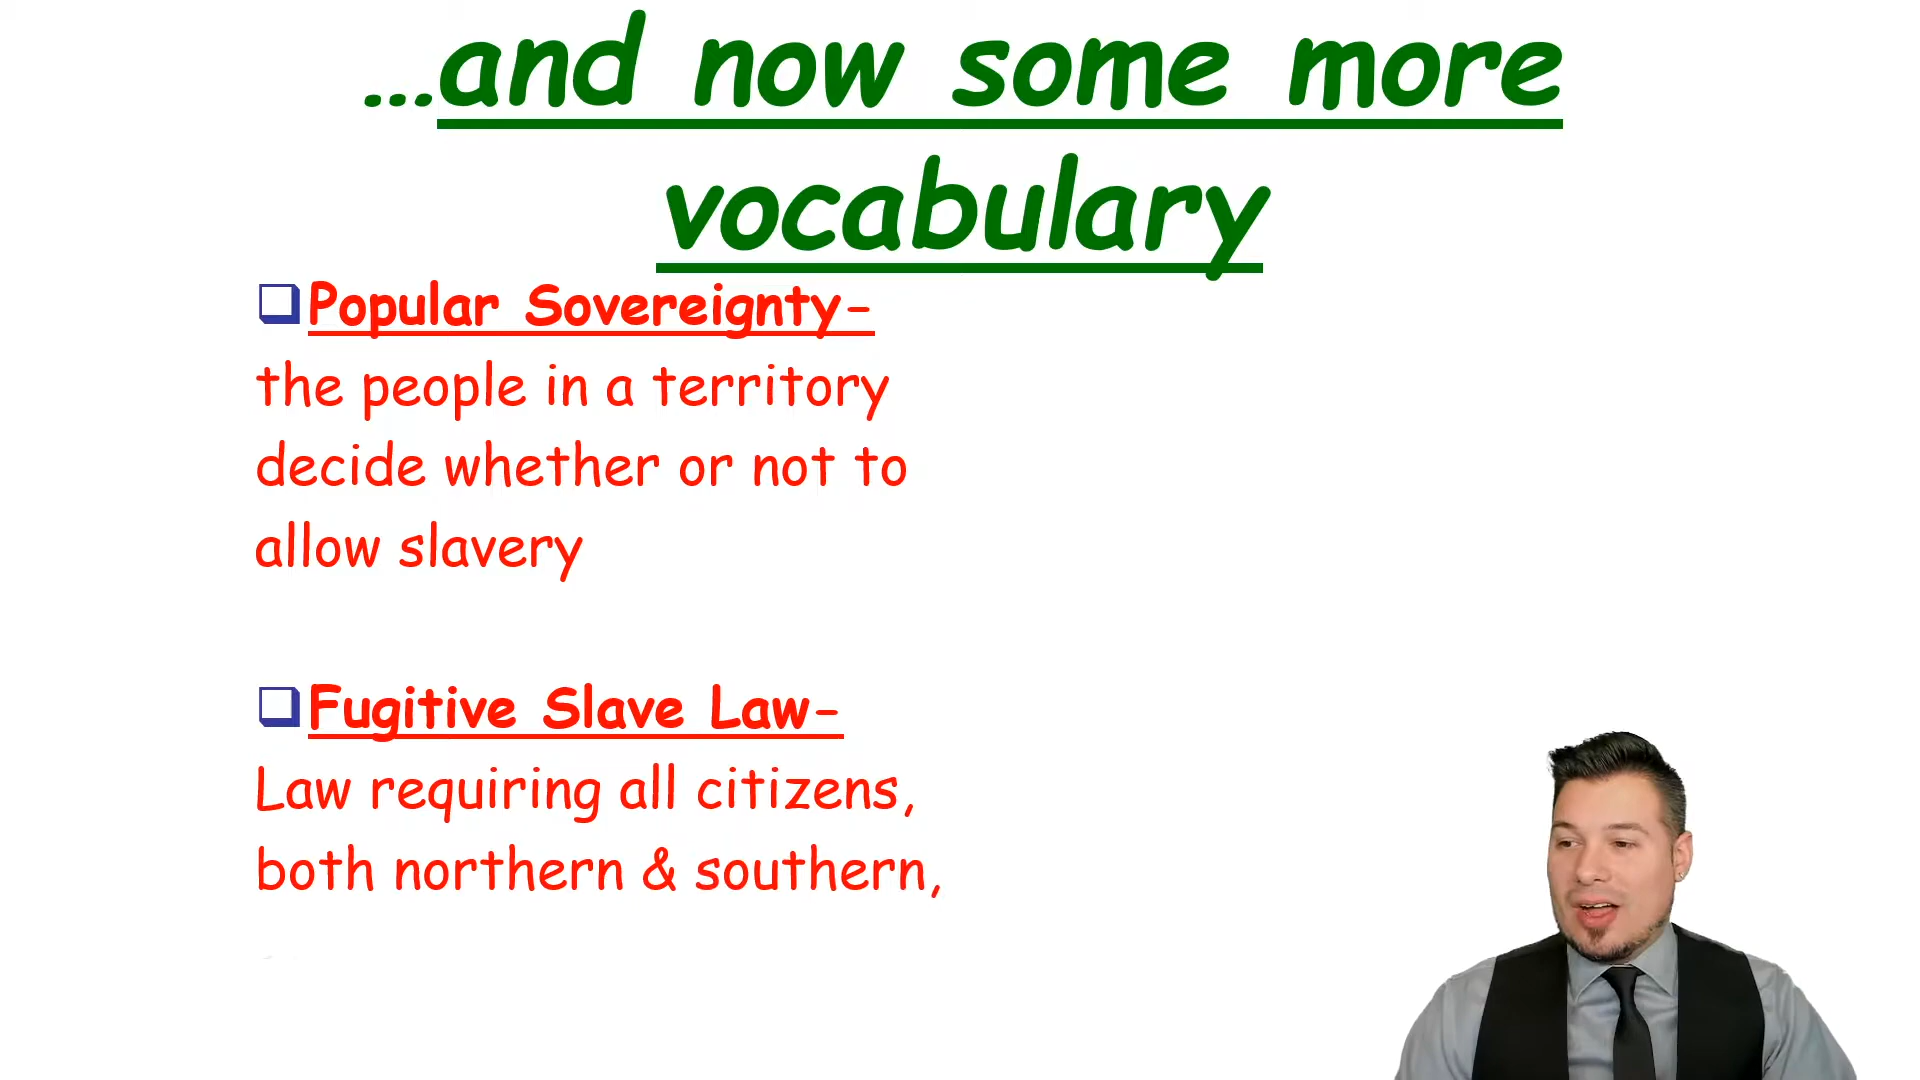 ...and now some more
vocabulary
Popular Sovereignty-
the people in a territory
decide whether or not to
allow slavery
Fugitive Slave Law-
Law requiring all citizens,
both northern & southern,